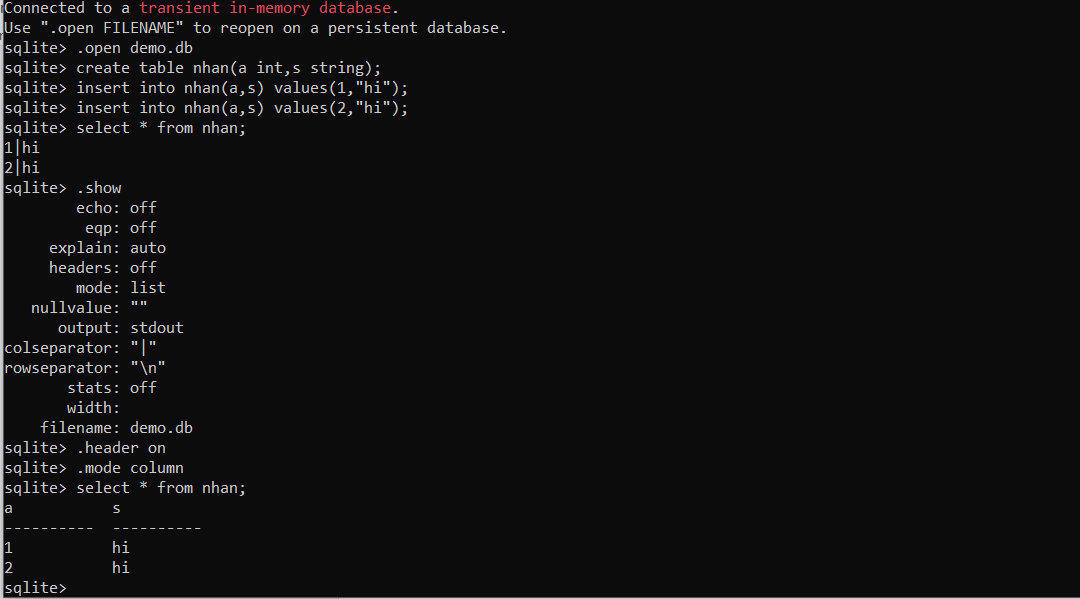 Connected to a transient in-memory database.
Use ".open FILENAME" to reopen on a persistent database.
sqlite> .open demo.db
sqlite> create table nhan(a int,s string);
sqlite> insert into nhan(a,s) values(1,"hi");
sqlite> insert into nhan(a,s) values(2,"hi");
sqlite> select * from nhan;
1|hi
2|hi
sqlite> .show
        echo: off
         eqp: off
     explain: auto
     headers: off
        mode: list
   nullvalue: ""
      output: stdout
colseparator: "|"
rowseparator: "\n"
       stats: off
       width:
    filename: demo.db
sqlite> .header on
sqlite> .mode column
sqlite> select * from nhan;
a           s
----------  ----------
1           hi
2           hi
sqlite>